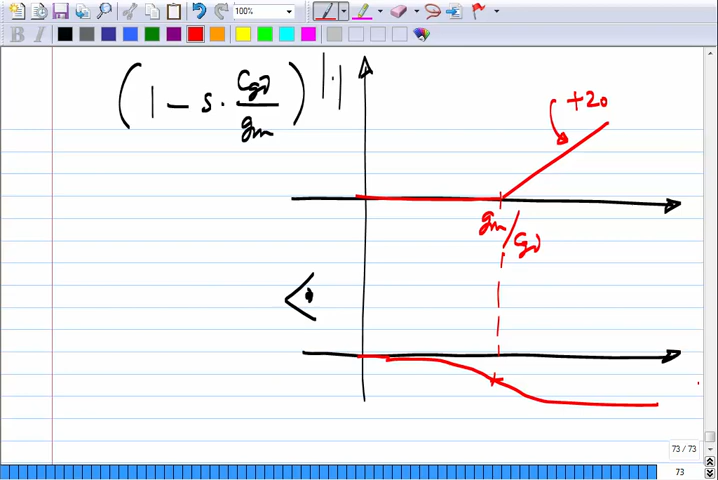 100%
B I
(1 - s · Cgd/gm) |·|
+20
gm/Cgd
73 / 73
73